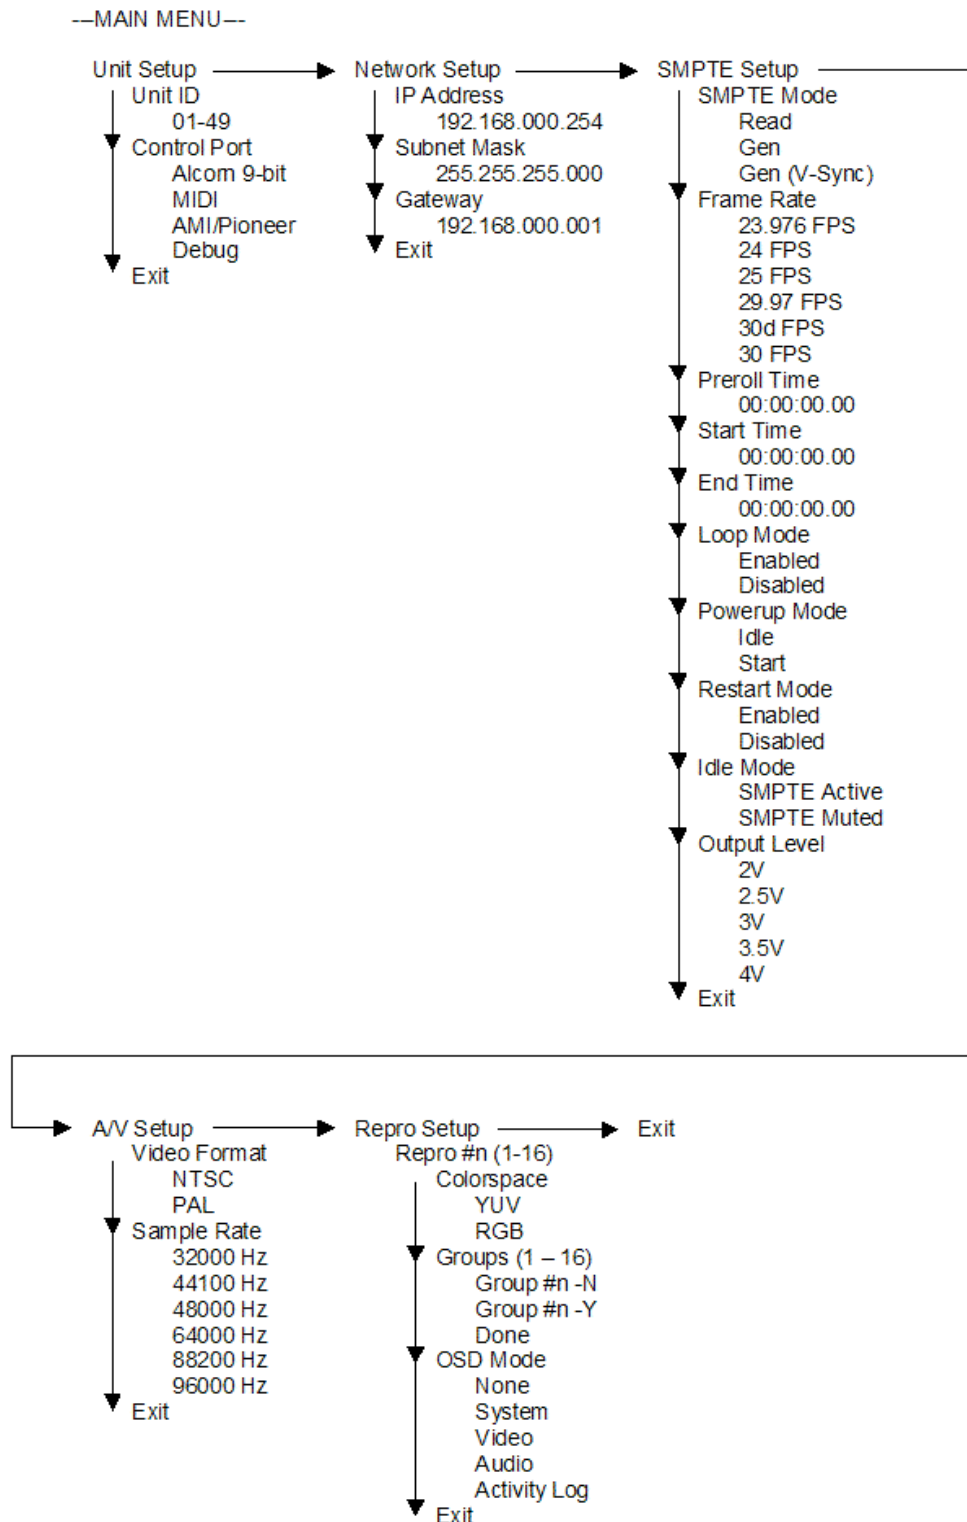 ---MAIN MENU---
Unit Setup
Unit ID
01-49
Control Port
Alcorn 9-bit
MIDI
AMI/Pioneer
Debug
Exit
Network Setup
IP Address
192.168.000.254
Subnet Mask
255.255.255.000
Gateway
192.168.000.001
Exit
SMPTE Setup
SMPTE Mode
Read
Gen
Gen (V-Sync)
Frame Rate
23.976 FPS
24 FPS
25 FPS
29.97 FPS
30d FPS
30 FPS
Preroll Time
00:00:00.00
Start Time
00:00:00.00
End Time
00:00:00.00
Loop Mode
Enabled
Disabled
Powerup Mode
Idle
Start
Restart Mode
Enabled
Disabled
Idle Mode
SMPTE Active
SMPTE Muted
Output Level
2V
2.5V
3V
3.5V
4V
Exit
A/V Setup
Video Format
NTSC
PAL
Sample Rate
32000 Hz
44100 Hz
48000 Hz
64000 Hz
88200 Hz
96000 Hz
Exit
Repro Setup
Repro #n (1-16)
Colorspace
YUV
RGB
Groups (1 – 16)
Group #n -N
Group #n -Y
Done
OSD Mode
None
System
Video
Audio
Activity Log
Exit
Exit